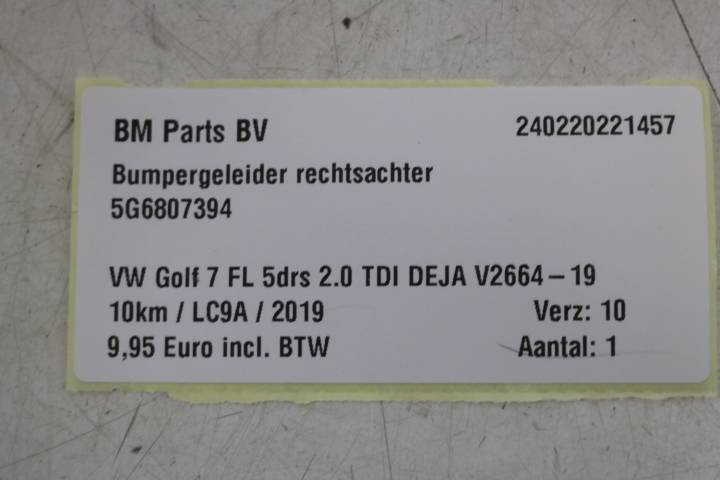 BM Parts BV 240220221457
Bumpergeleider rechtsachter
5G6807394
VW Golf 7 FL 5drs 2.0 TDI DEJA V2664-19
10km / LC9A / 2019 Verz: 10
9,95 Euro incl. BTW Aantal: 1